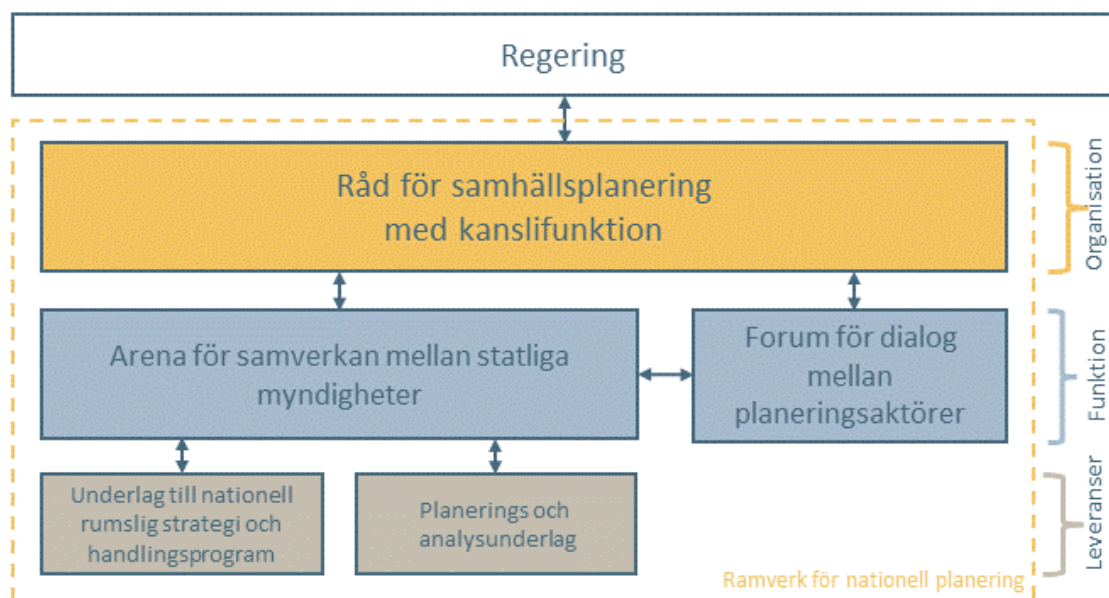 Regering
Råd för samhällsplanering
med kanslifunktion
Organisation
Arena för samverkan mellan statliga
myndigheter
Forum för dialog
mellan
planeringsaktörer
Funktion
Underlag till nationell
rumslig strategi och
handlingsprogram
Planerings och
analysunderlag
Leveranser
Ramverk för nationell planering